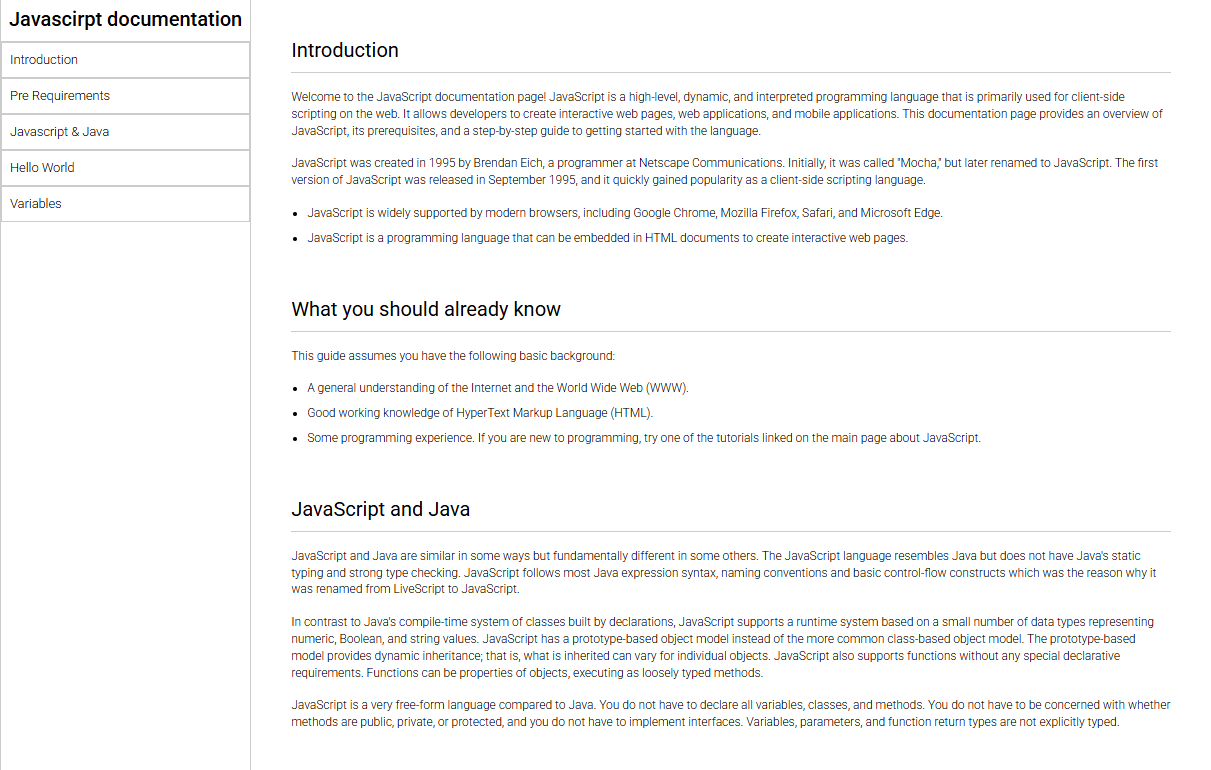 Javascirpt documentation
Introduction
Pre Requirements
Javascript & Java
Hello World
Variables
Introduction
Welcome to the JavaScript documentation page! JavaScript is a high-level, dynamic, and interpreted programming language that is primarily used for client-side
scripting on the web. It allows developers to create interactive web pages, web applications, and mobile applications. This documentation page provides an overview of
JavaScript, its prerequisites, and a step-by-step guide to getting started with the language.
JavaScript was created in 1995 by Brendan Eich, a programmer at Netscape Communications. Initially, it was called "Mocha," but later renamed to JavaScript. The first
version of JavaScript was released in September 1995, and it quickly gained popularity as a client-side scripting language.
• JavaScript is widely supported by modern browsers, including Google Chrome, Mozilla Firefox, Safari, and Microsoft Edge.
• JavaScript is a programming language that can be embedded in HTML documents to create interactive web pages.
What you should already know
This guide assumes you have the following basic background:
• A general understanding of the Internet and the World Wide Web (WWW).
• Good working knowledge of HyperText Markup Language (HTML).
• Some programming experience. If you are new to programming, try one of the tutorials linked on the main page about JavaScript.
JavaScript and Java
JavaScript and Java are similar in some ways but fundamentally different in some others. The JavaScript language resembles Java but does not have Java's static
typing and strong type checking. JavaScript follows most Java expression syntax, naming conventions and basic control-flow constructs which was the reason why it
was renamed from LiveScript to JavaScript.
In contrast to Java's compile-time system of classes built by declarations, JavaScript supports a runtime system based on a small number of data types representing
numeric, Boolean, and string values. JavaScript has a prototype-based object model instead of the more common class-based object model. The prototype-based
model provides dynamic inheritance; that is, what is inherited can vary for individual objects. JavaScript also supports functions without any special declarative
requirements. Functions can be properties of objects, executing as loosely typed methods.
JavaScript is a very free-form language compared to Java. You do not have to declare all variables, classes, and methods. You do not have to be concerned with whether
methods are public, private, or protected, and you do not have to implement interfaces. Variables, parameters, and function return types are not explicitly typed.